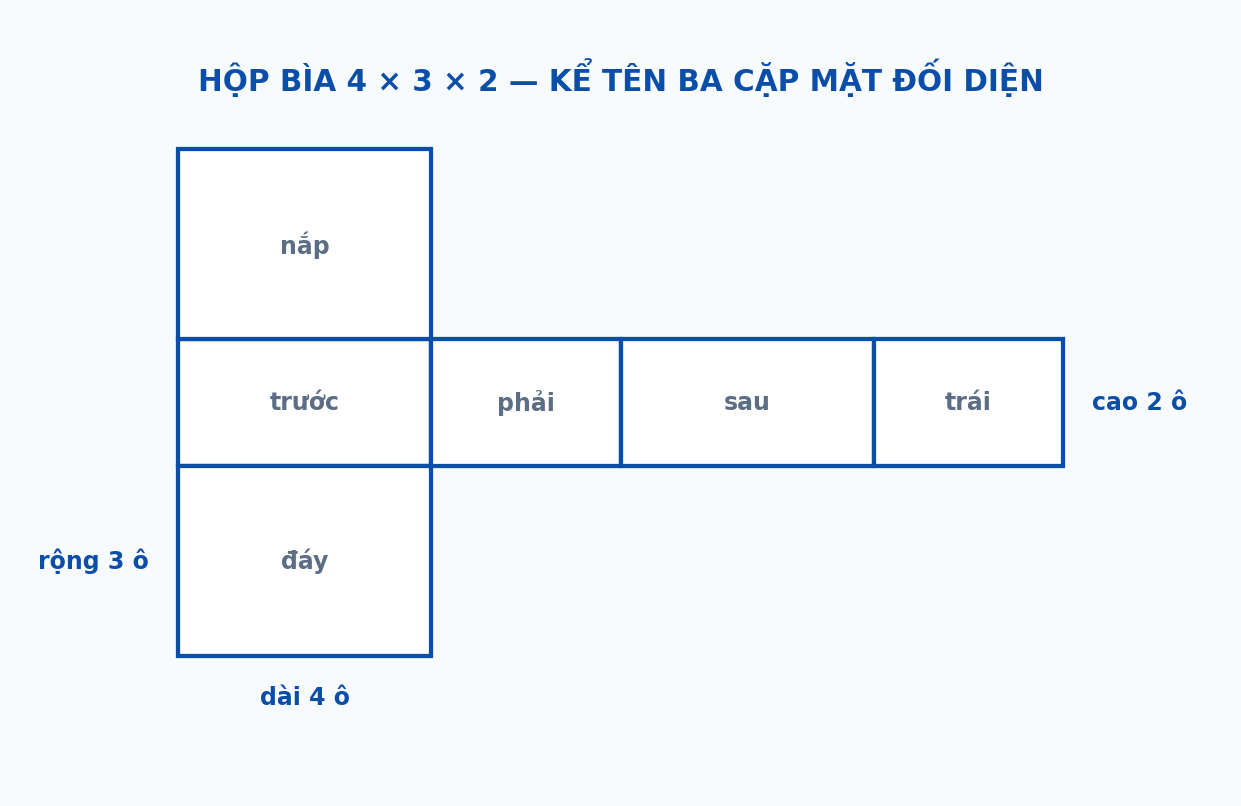 HỘP BÌA 4 × 3 × 2 — KỂ TÊN BA CẶP MẶT ĐỐI DIỆN
nắp
trước
phải
sau
trái
cao 2 ô
rộng 3 ô
đáy
dài 4 ô